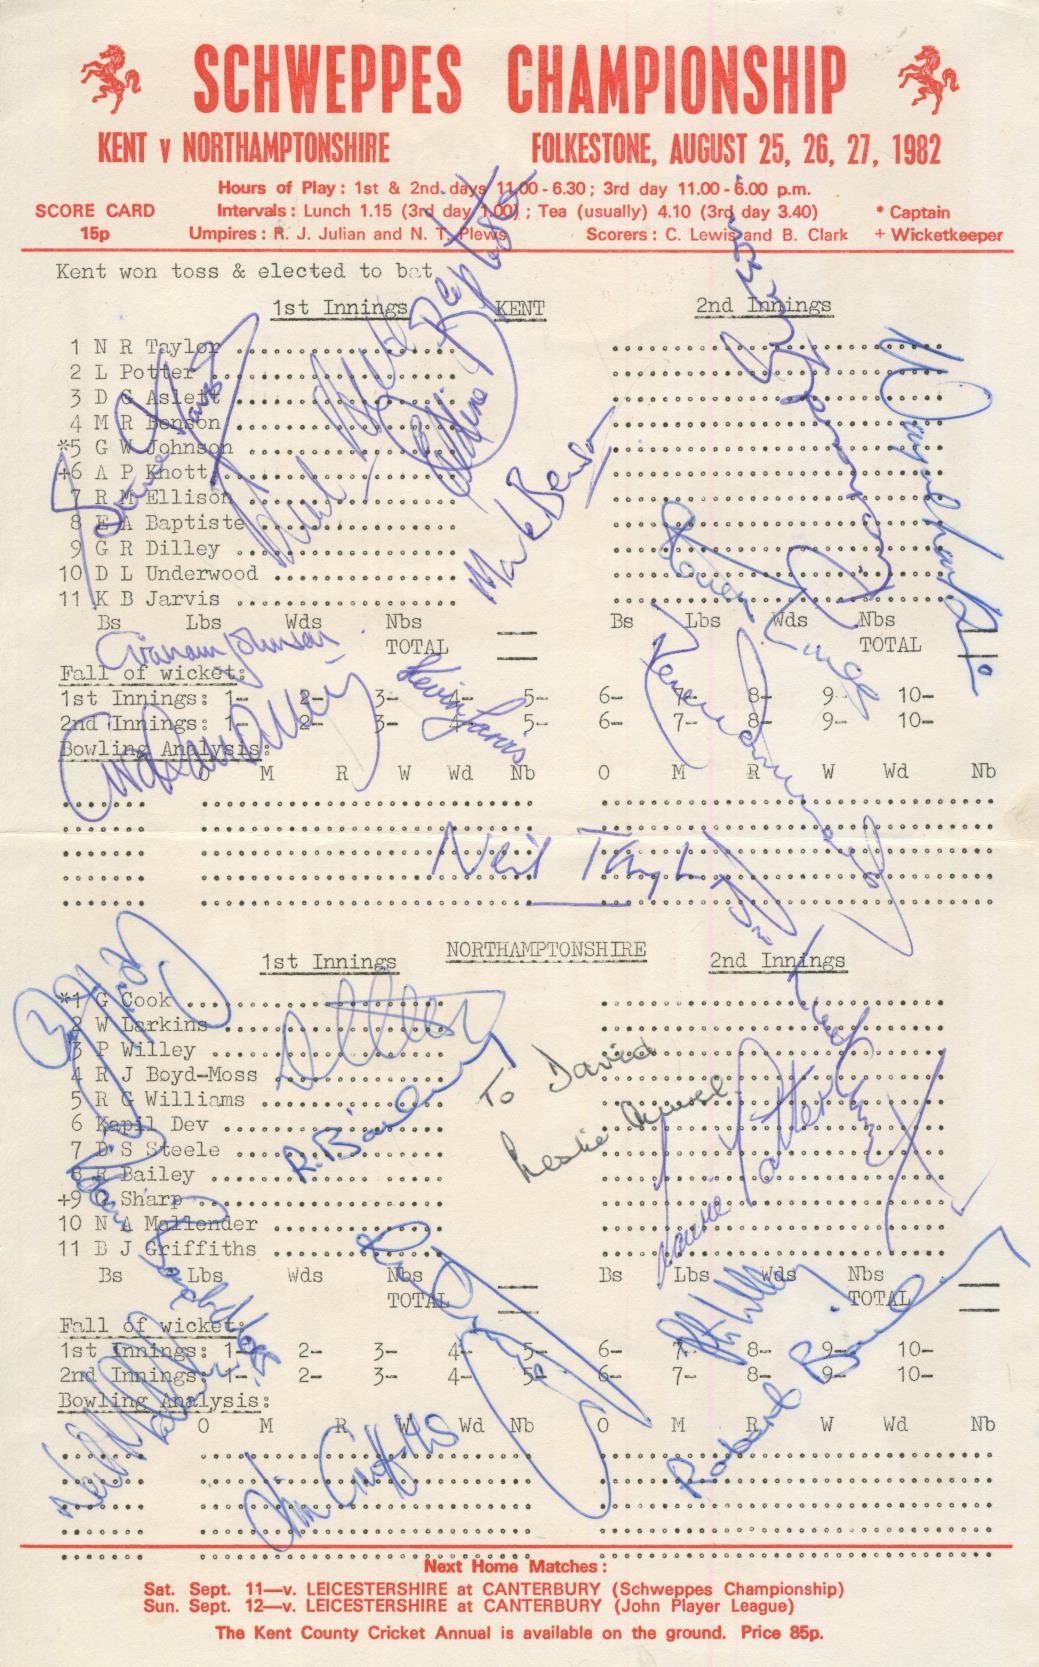 SCHWEPPES CHAMPIONSHIP
KENT v NORTHAMPTONSHIRE FOLKESTONE, AUGUST 25, 26, 27, 1982
Hours of Play: 1st & 2nd days 11.00-6.30; 3rd day 11.00-6.00 p.m.
SCORE CARD Intervals: Lunch 1.15 (3rd day 1.00); Tea (usually) 4.10 (3rd day 3.40) * Captain
15p Umpires: R. J. Julian and N. T. Plews Scorers: C. Lewis and B. Clark + Wicketkeeper
Kent won toss & elected to bat
1st Innings KENT 2nd Innings
1 N R Taylor
2 L Potter
3 D G Aslett
4 M R Benson
*5 G W Johnson
+6 A P Knott
7 R M Ellison
8 E A Baptiste
9 G R Dilley
10 D L Underwood
11 K B Jarvis
Eldine Baptiste
Mark Benson
Bs Lbs Wds Nbs Bs Lbs Wds Nbs
TOTAL TOTAL
Graham Johnson
Kevin Jarvis
Graham Dilley
Fall of wicket:
1st Innings: 1- 2- 3- 4- 5- 6- 7- 8- 9- 10-
2nd Innings: 1- 2- 3- 4- 5- 6- 7- 8- 9- 10-
Bowling Analysis:
O M R W Wd Nb O M R W Wd Nb
Neil Taylor
NORTHAMPTONSHIRE
1st Innings 2nd Innings
*1 G Cook
2 W Larkins
3 P Willey
4 R J Boyd-Moss
5 R G Williams
6 Kapil Dev
7 D S Steele
8 R Bailey
+9 G Sharp
10 N A Mallender
11 B J Griffiths
To David
Bs Lbs Wds Nbs Bs Lbs Wds Nbs
TOTAL TOTAL
Fall of wicket:
1st Innings: 1- 2- 3- 4- 5- 6- 7- 8- 9- 10-
2nd Innings: 1- 2- 3- 4- 5- 6- 7- 8- 9- 10-
Bowling Analysis:
O M R W Wd Nb O M R W Wd Nb
Jim Griffiths
Next Home Matches:
Sat. Sept. 11—v. LEICESTERSHIRE at CANTERBURY (Schweppes Championship)
Sun. Sept. 12—v. LEICESTERSHIRE at CANTERBURY (John Player League)
The Kent County Cricket Annual is available on the ground. Price 85p.